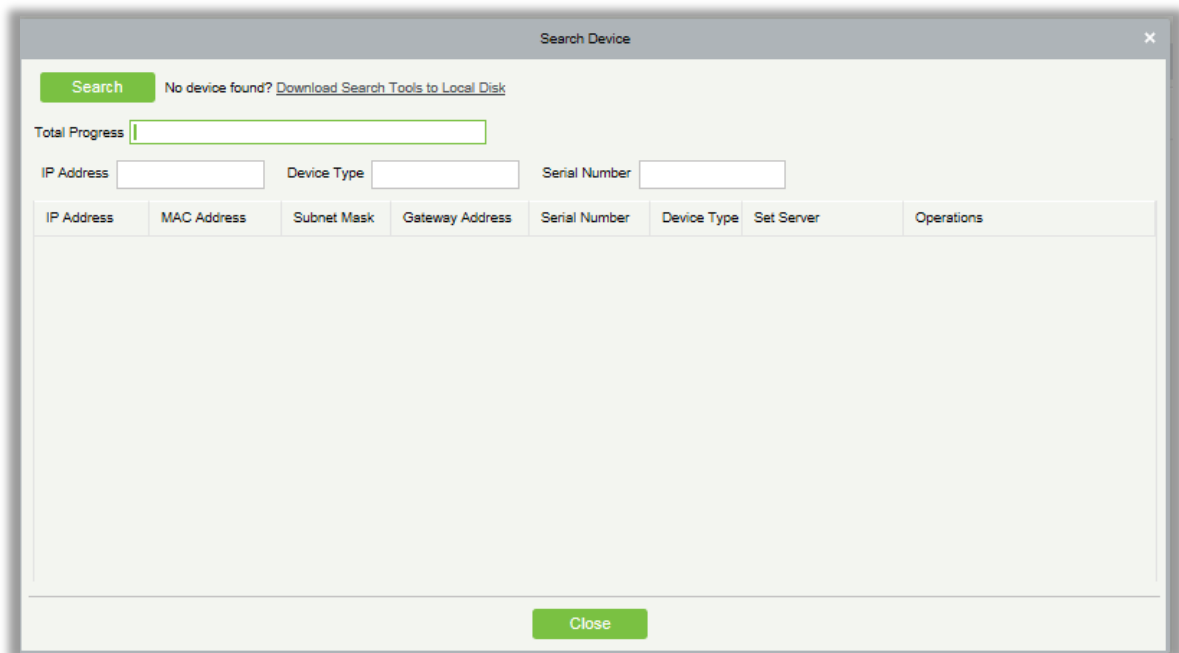 Search Device ×
Search No device found? Download Search Tools to Local Disk
Total Progress
IP Address Device Type Serial Number
IP Address MAC Address Subnet Mask Gateway Address Serial Number Device Type Set Server Operations
Close